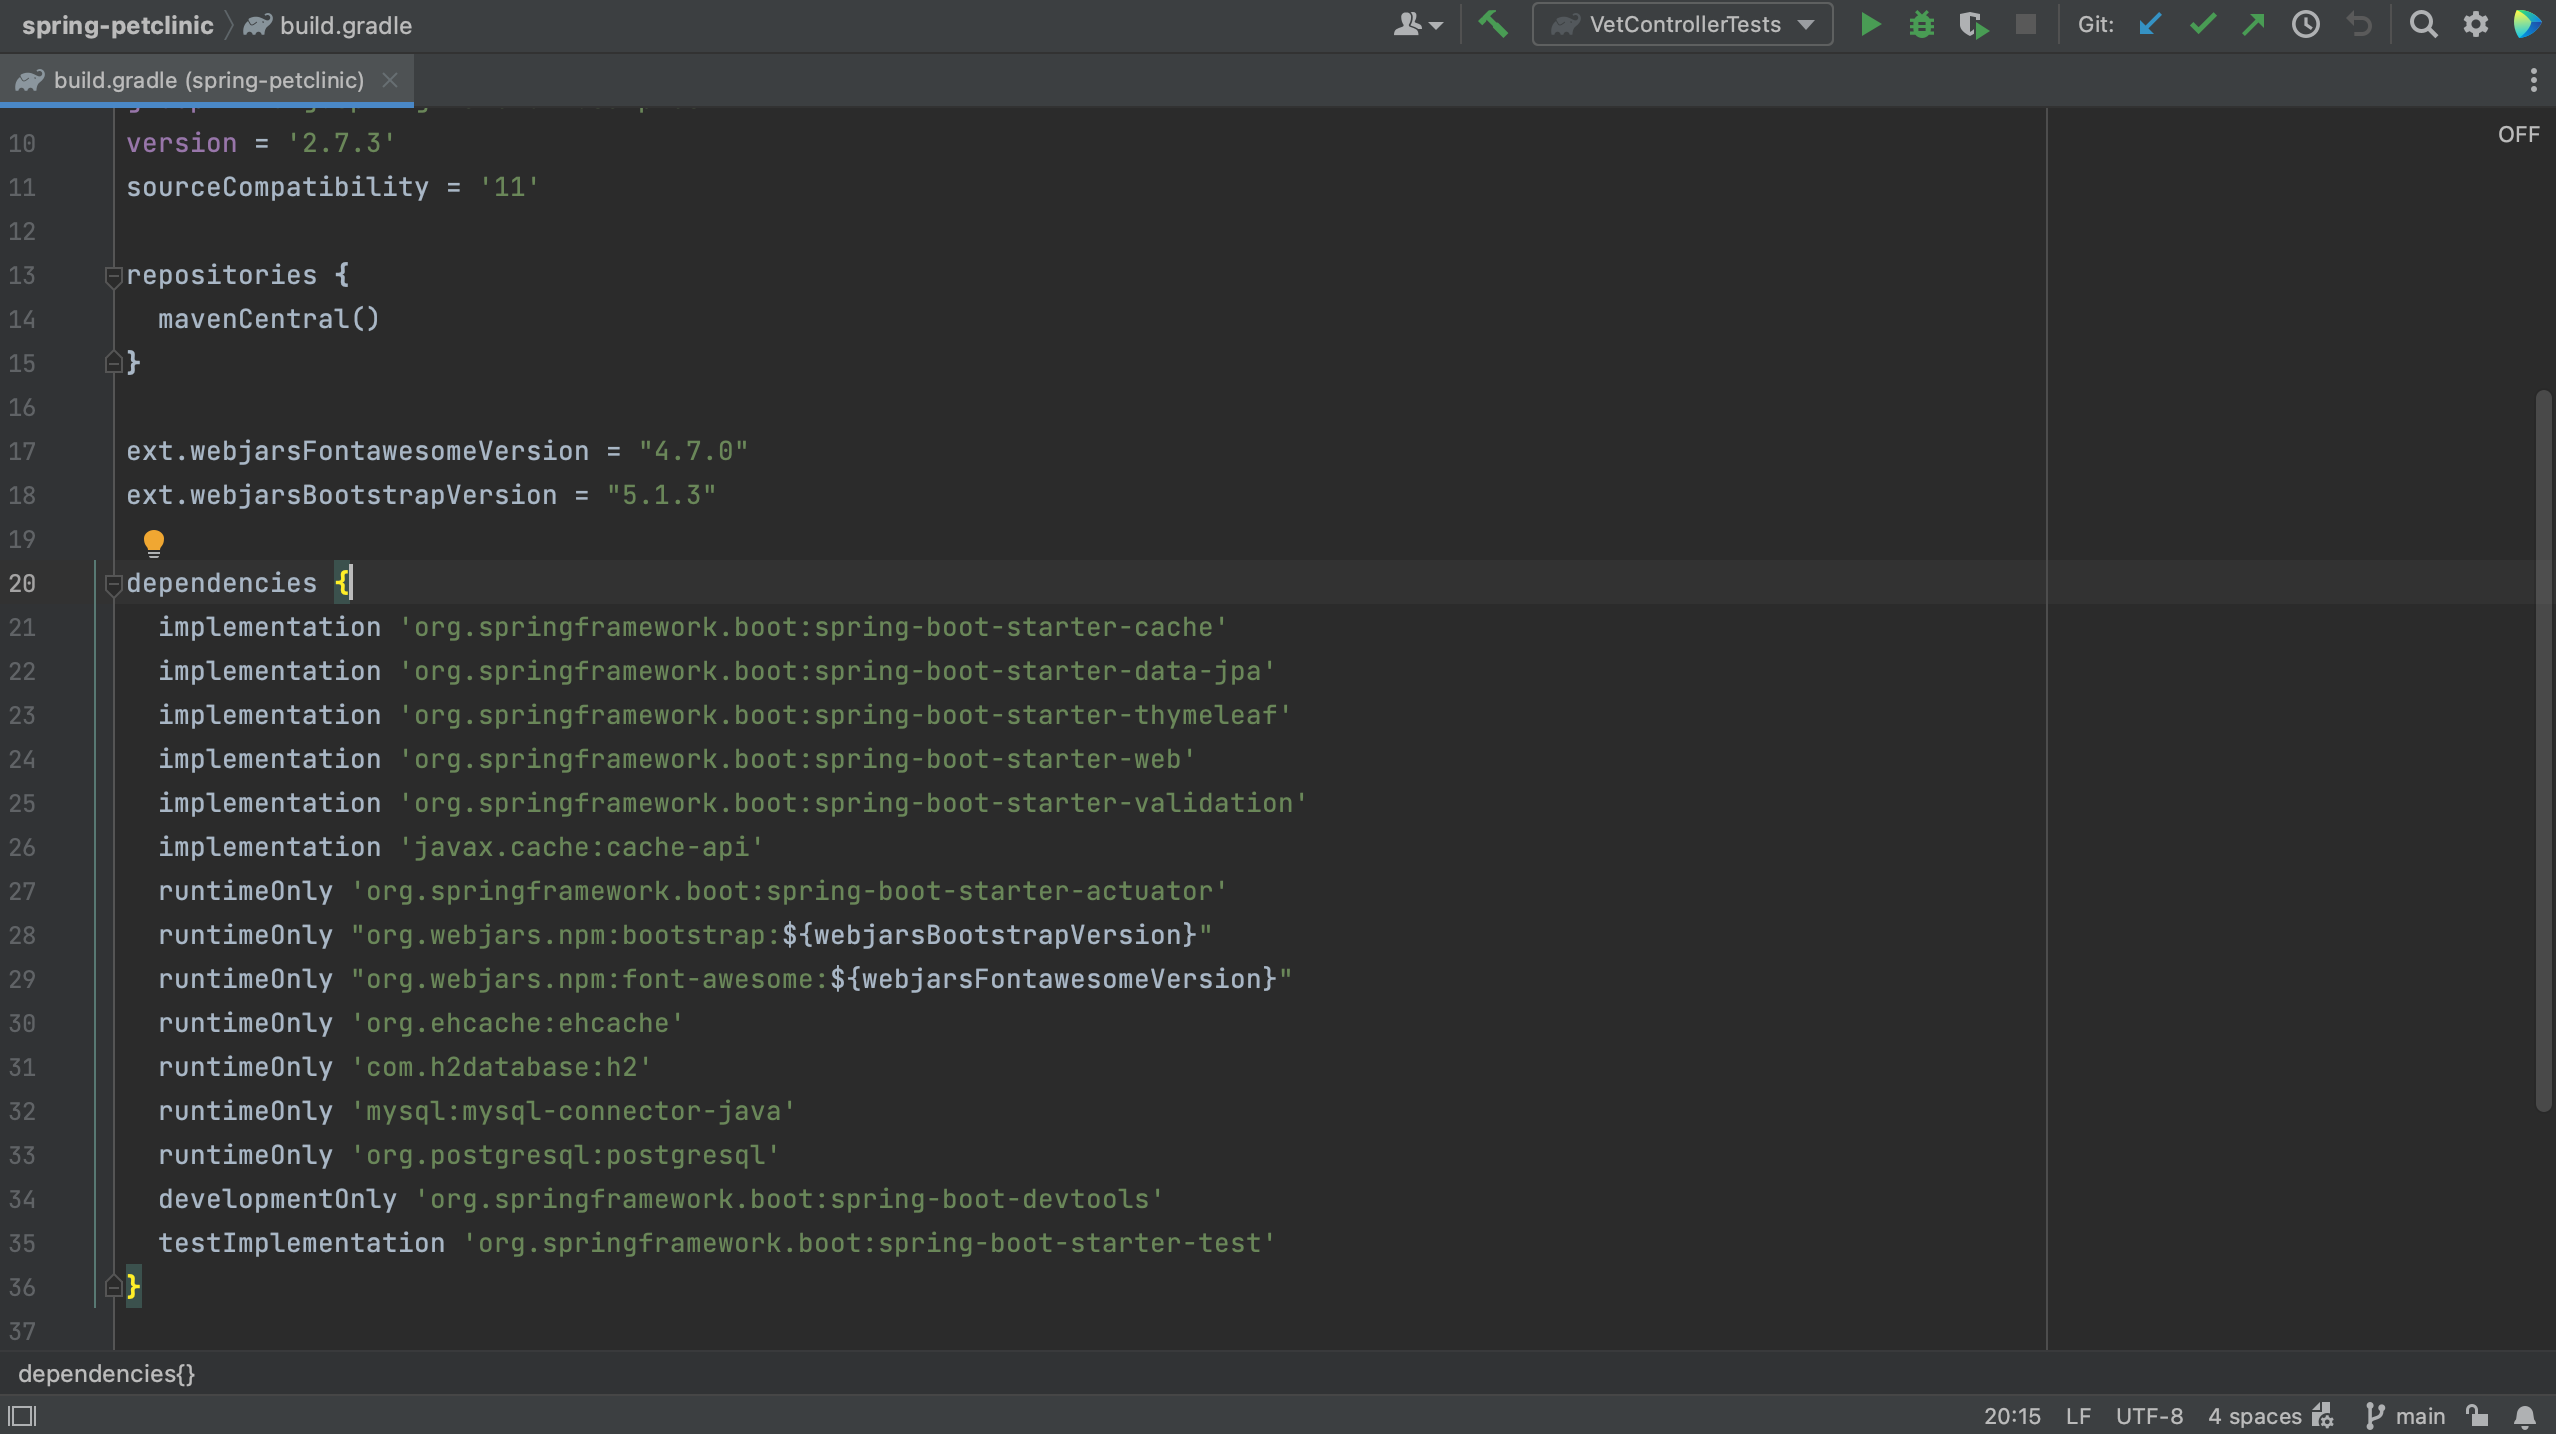 spring-petclinic build.gradle VetControllerTests Git:
build.gradle (spring-petclinic)
OFF
10 version = '2.7.3'
11 sourceCompatibility = '11'
12
13 repositories {
14 mavenCentral()
15 }
16
17 ext.webjarsFontawesomeVersion = "4.7.0"
18 ext.webjarsBootstrapVersion = "5.1.3"
19
20 dependencies {
21 implementation 'org.springframework.boot:spring-boot-starter-cache'
22 implementation 'org.springframework.boot:spring-boot-starter-data-jpa'
23 implementation 'org.springframework.boot:spring-boot-starter-thymeleaf'
24 implementation 'org.springframework.boot:spring-boot-starter-web'
25 implementation 'org.springframework.boot:spring-boot-starter-validation'
26 implementation 'javax.cache:cache-api'
27 runtimeOnly 'org.springframework.boot:spring-boot-starter-actuator'
28 runtimeOnly "org.webjars.npm:bootstrap:${webjarsBootstrapVersion}"
29 runtimeOnly "org.webjars.npm:font-awesome:${webjarsFontawesomeVersion}"
30 runtimeOnly 'org.ehcache:ehcache'
31 runtimeOnly 'com.h2database:h2'
32 runtimeOnly 'mysql:mysql-connector-java'
33 runtimeOnly 'org.postgresql:postgresql'
34 developmentOnly 'org.springframework.boot:spring-boot-devtools'
35 testImplementation 'org.springframework.boot:spring-boot-starter-test'
36 }
37
dependencies{}
20:15 LF UTF-8 4 spaces main